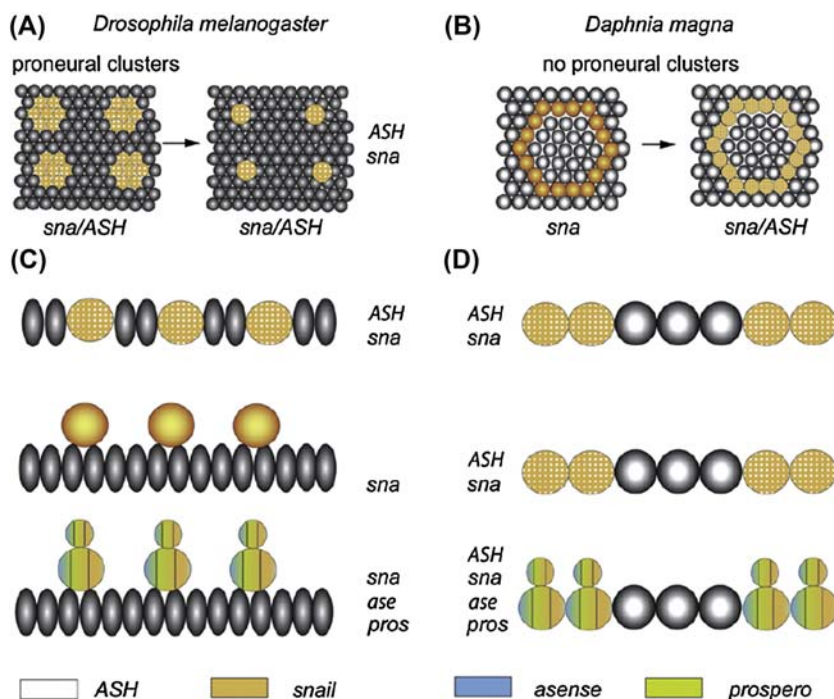 (A) Drosophila melanogaster
proneural clusters
ASH
sna
sna/ASH sna/ASH
(B) Daphnia magna
no proneural clusters
sna sna/ASH
(C)
ASH
sna
sna
sna
ase
pros
(D)
ASH
sna
ASH
sna
ASH
sna
ase
pros
ASH snail asense prospero